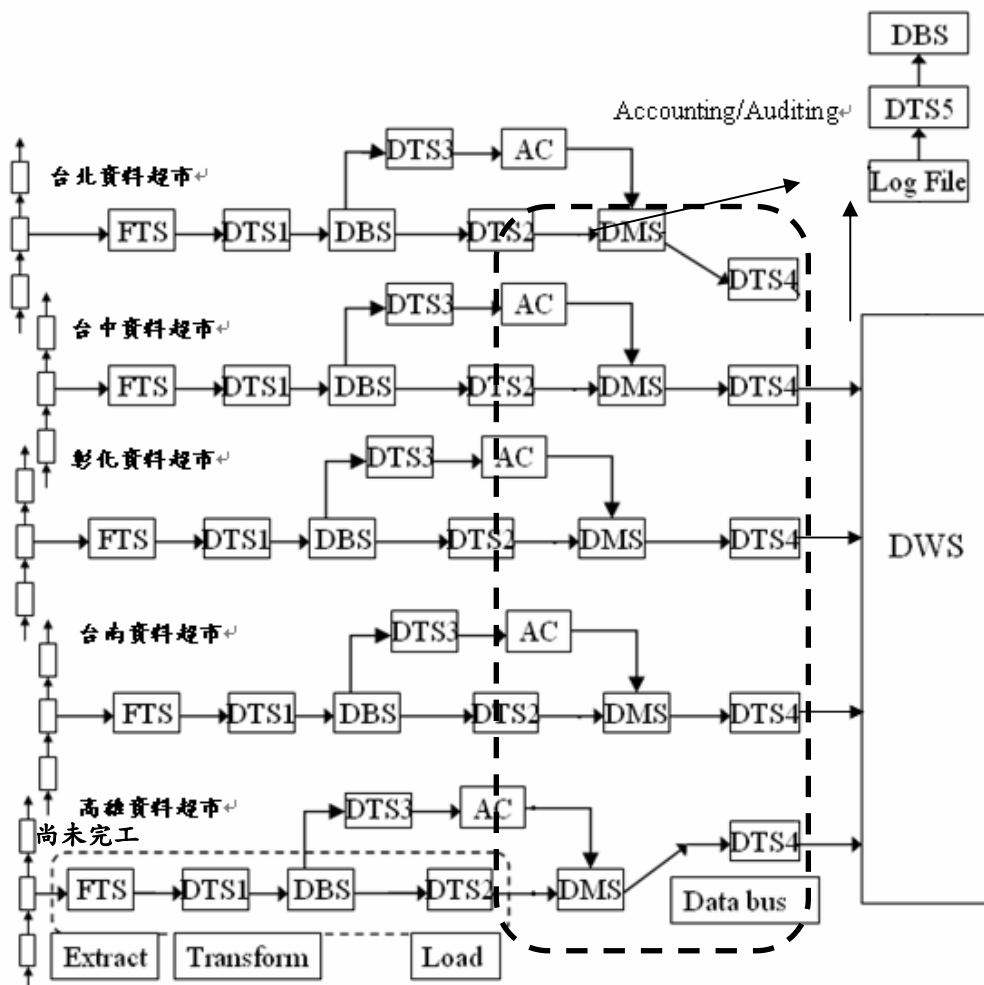 DBS
Accounting/Auditing↵
DTS5
DTS3
AC
Log File
台北資料超市↵
FTS
DTS1
DBS
DTS2
DMS
DTS4
DTS3
AC
台中資料超市↵
FTS
DTS1
DBS
DTS2
DMS
DTS4
彰化資料超市↵
DTS3
AC
FTS
DTS1
DBS
DTS2
DMS
DTS4
DWS
台南資料超市↵
DTS3
AC
FTS
DTS1
DBS
DTS2
DMS
DTS4
高雄資料超市↵
DTS3
AC
尚未完工
DTS4
FTS
DTS1
DBS
DTS2
DMS
Data bus
Extract
Transform
Load